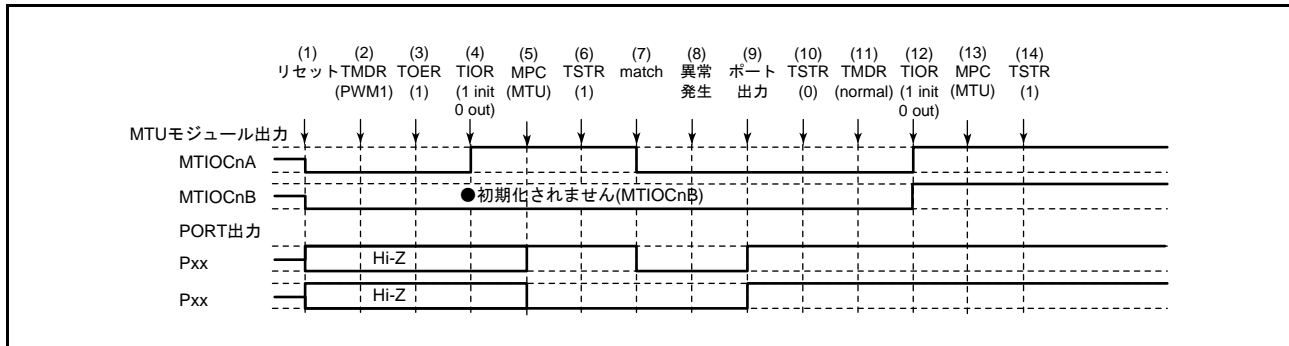 (1) (2) (3) (4) (5) (6) (7) (8) (9) (10) (11) (12) (13) (14)
リセット TMDR TOER TIOR MPC TSTR match 異常 ポート TSTR TMDR TIOR MPC TSTR
(PWM1) (1) (1 init (MTU) (1) 発生 出力 (0) (normal) (1 init (MTU) (1)
0 out) 0 out)
MTUモジュール出力
MTIOCnA
MTIOCnB ●初期化されません(MTIOCnB)
PORT出力
Pxx Hi-Z
Pxx Hi-Z